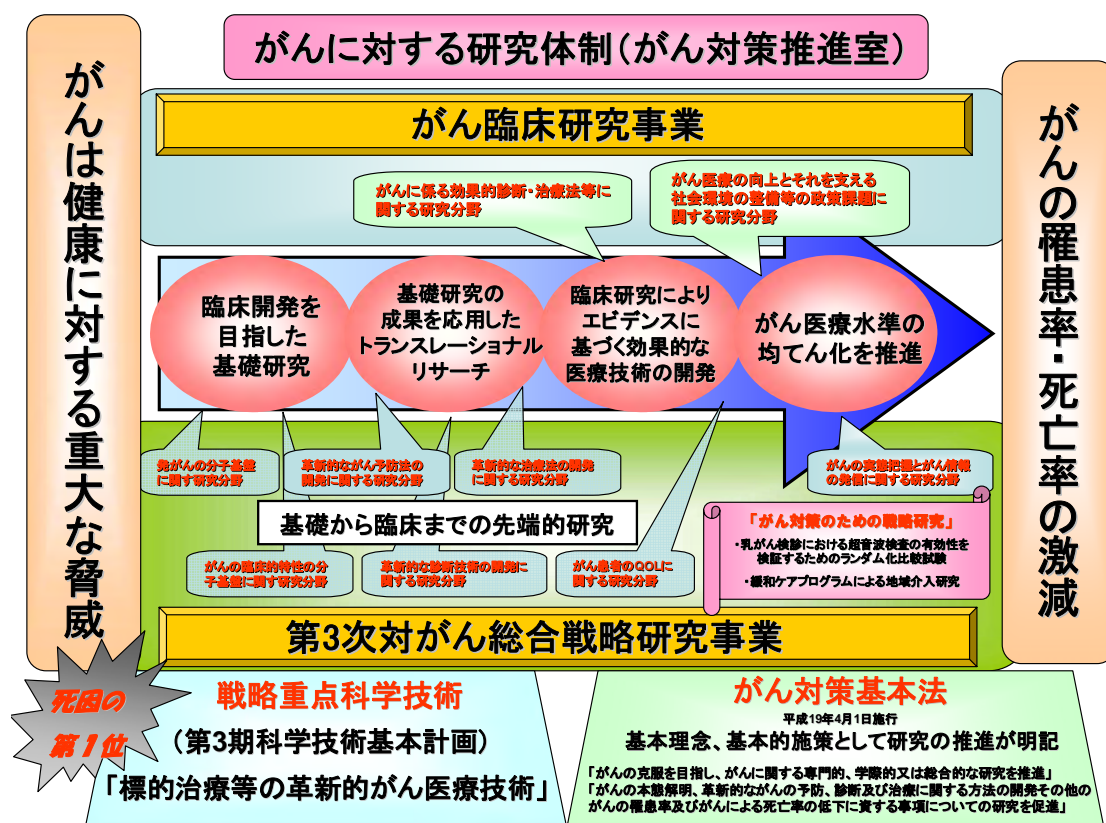 がんに対する研究体制(がん対策推進室)
がんは健康に対する重大な脅威
がんの罹患率・死亡率の激減
がん臨床研究事業
がんに係る効果的診断・治療法等に
関する研究分野
がん医療の向上とそれを支える
社会環境の整備等の政策課題に
関する研究分野
臨床開発を
目指した
基礎研究
基礎研究の
成果を応用した
トランスレーショナル
リサーチ
臨床研究により
エビデンスに
基づく効果的な
医療技術の開発
がん医療水準の
均てん化を推進
発がんの分子基盤
に関す研究分野
革新的ながん予防法の
開発に関する研究分野
革新的な治療法の開発
に関する研究分野
がんの実態把握とがん情報
の発信に関する研究分野
基礎から臨床までの先端的研究
がんの臨床的特性の分
子基盤に関す研究分野
革新的な診断技術の開発に
関する研究分野
がん患者のQOLに
関する研究分野
「がん対策のための戦略研究」
・乳がん検診における超音波検査の有効性を
検証するためのランダム化比較試験
・緩和ケアプログラムによる地域介入研究
第3次対がん総合戦略研究事業
死因の
第1位
戦略重点科学技術
(第3期科学技術基本計画)
「標的治療等の革新的がん医療技術」
がん対策基本法
平成19年4月1日施行
基本理念、基本的施策として研究の推進が明記
「がんの克服を目指し、がんに関する専門的、学際的又は総合的な研究を推進」
「がんの本態解明、革新的ながんの予防、診断及び治療に関する方法の開発その他の
がんの罹患率及びがんによる死亡率の低下に資する事項についての研究を促進」